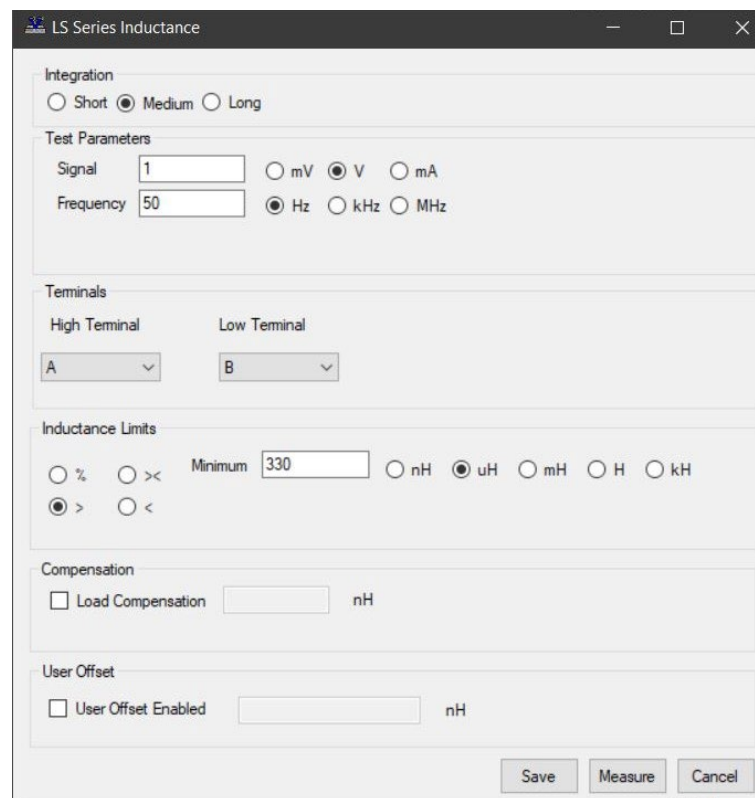 LS Series Inductance
Integration
Short Medium Long
Test Parameters
Signal 1 mV V mA
Frequency 50 Hz kHz MHz
Terminals
High Terminal Low Terminal
A B
Inductance Limits
% >< Minimum 330 nH uH mH H kH
> <
Compensation
Load Compensation nH
User Offset
User Offset Enabled nH
Save Measure Cancel